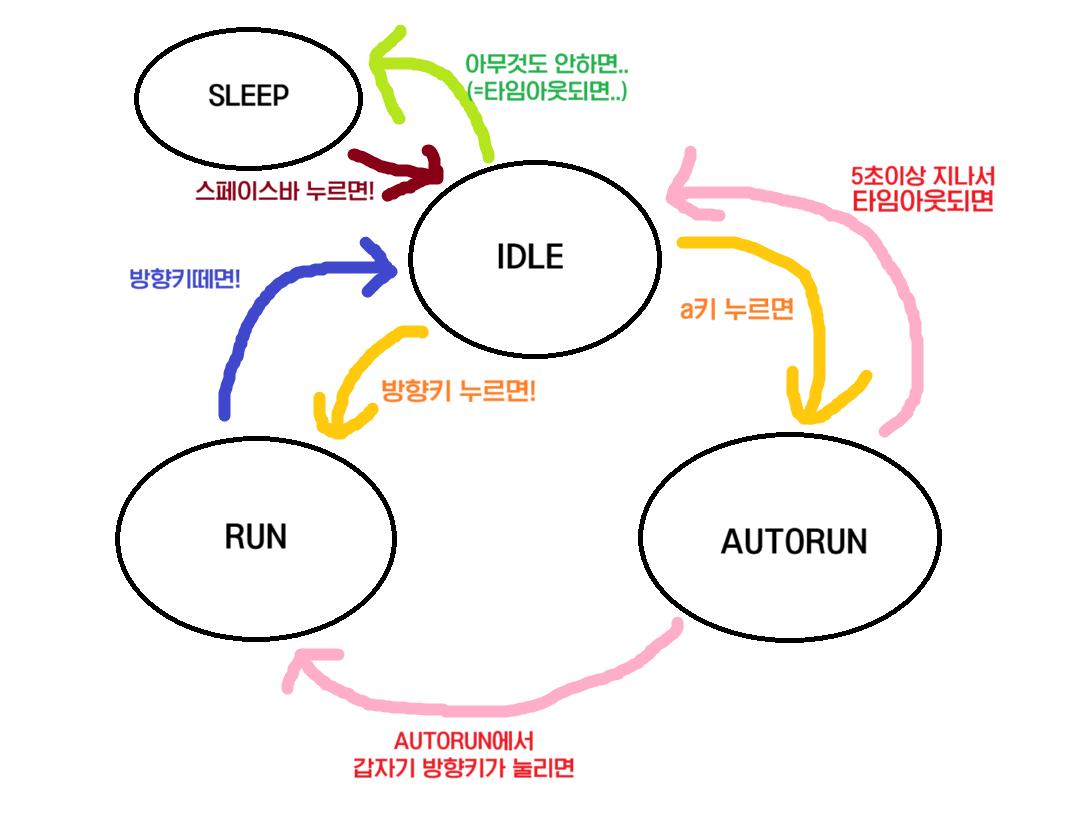 아무것도 안하면..
(=타임아웃되면..)
SLEEP
스페이스바 누르면!
5초이상 지나서
타임아웃되면
IDLE
방향키떼면!
a키 누르면
방향키 누르면!
RUN
AUTORUN
AUTORUN에서
갑자기 방향키가 눌리면